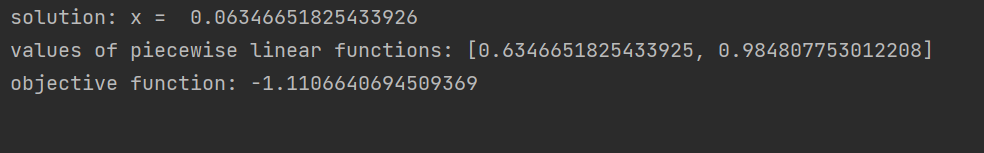 solution: x =  0.06346651825433926
values of piecewise linear functions: [0.6346651825433925, 0.984807753012208]
objective function: -1.1106640694509369